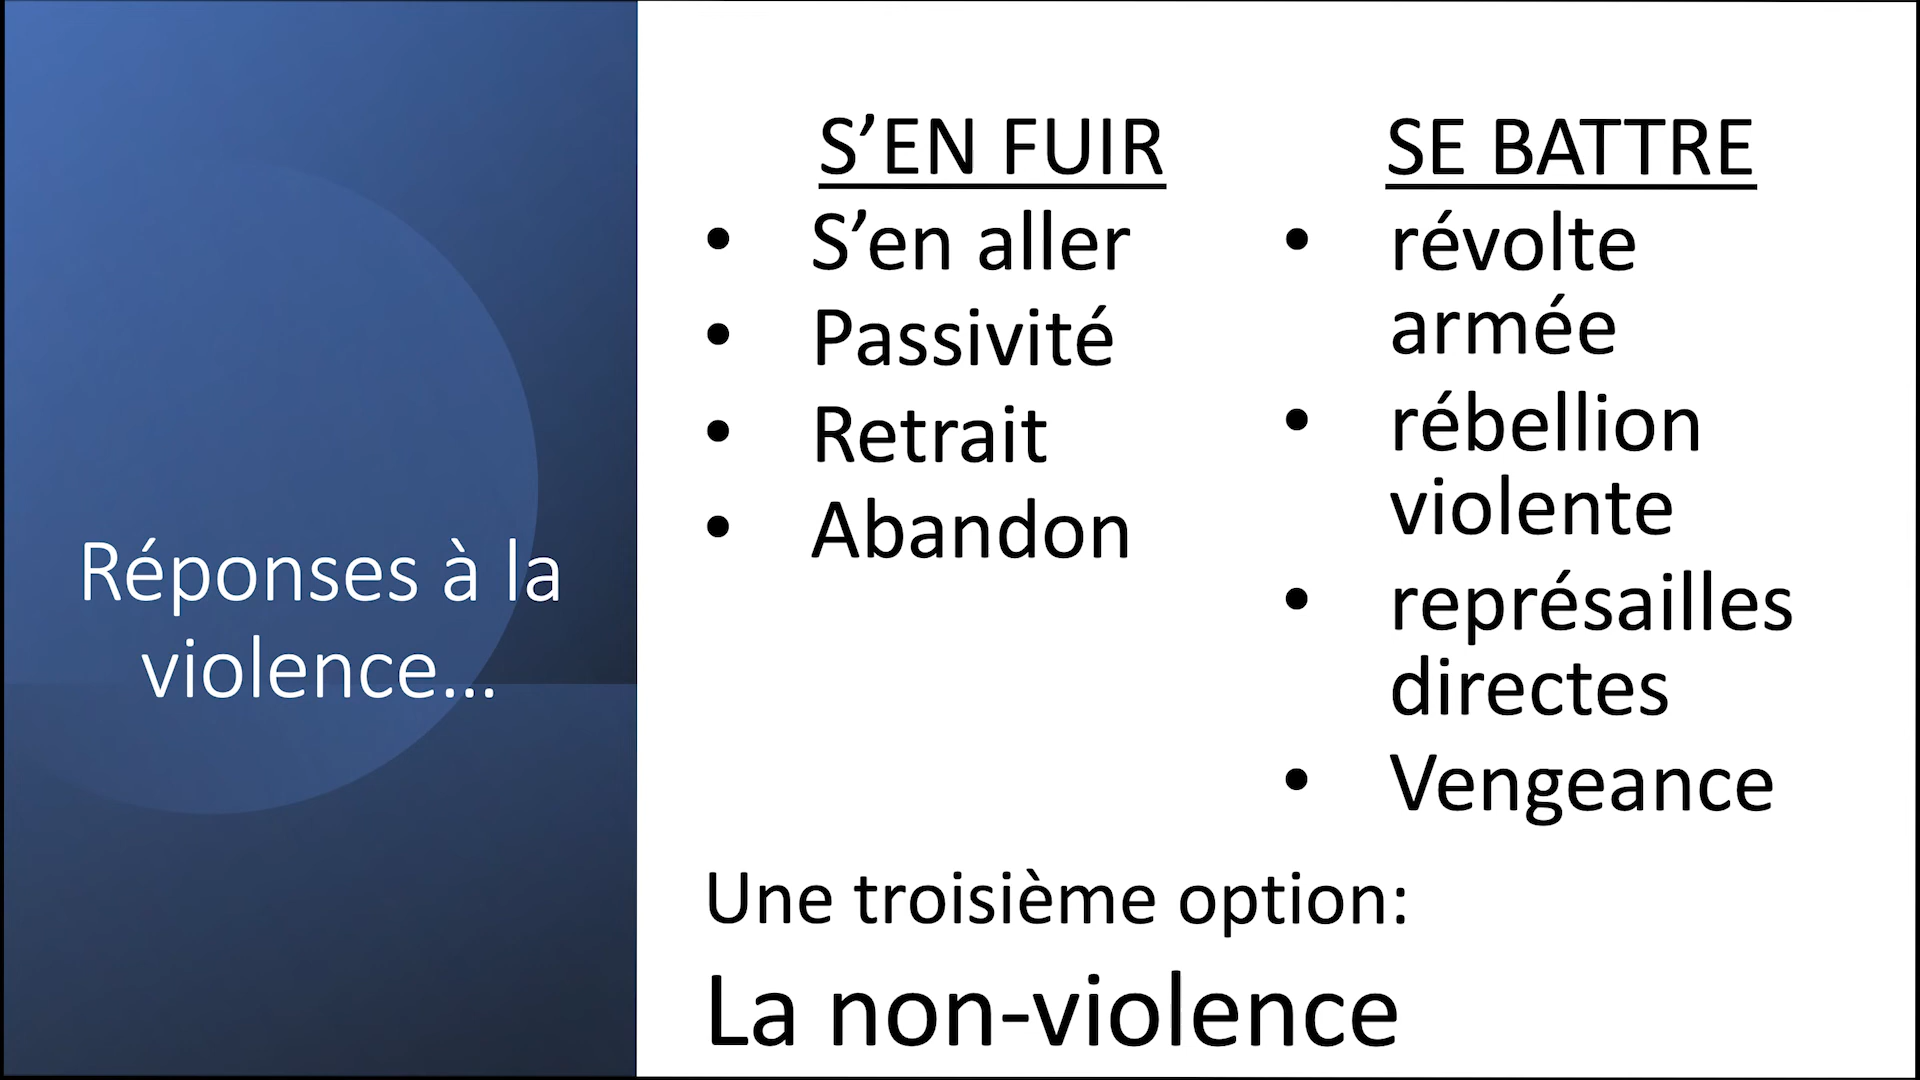 Réponses à la
violence...
S’EN FUIR
• S’en aller
• Passivité
• Retrait
• Abandon
SE BATTRE
• révolte
armée
• rébellion
violente
• représailles
directes
• Vengeance
Une troisième option:
La non-violence